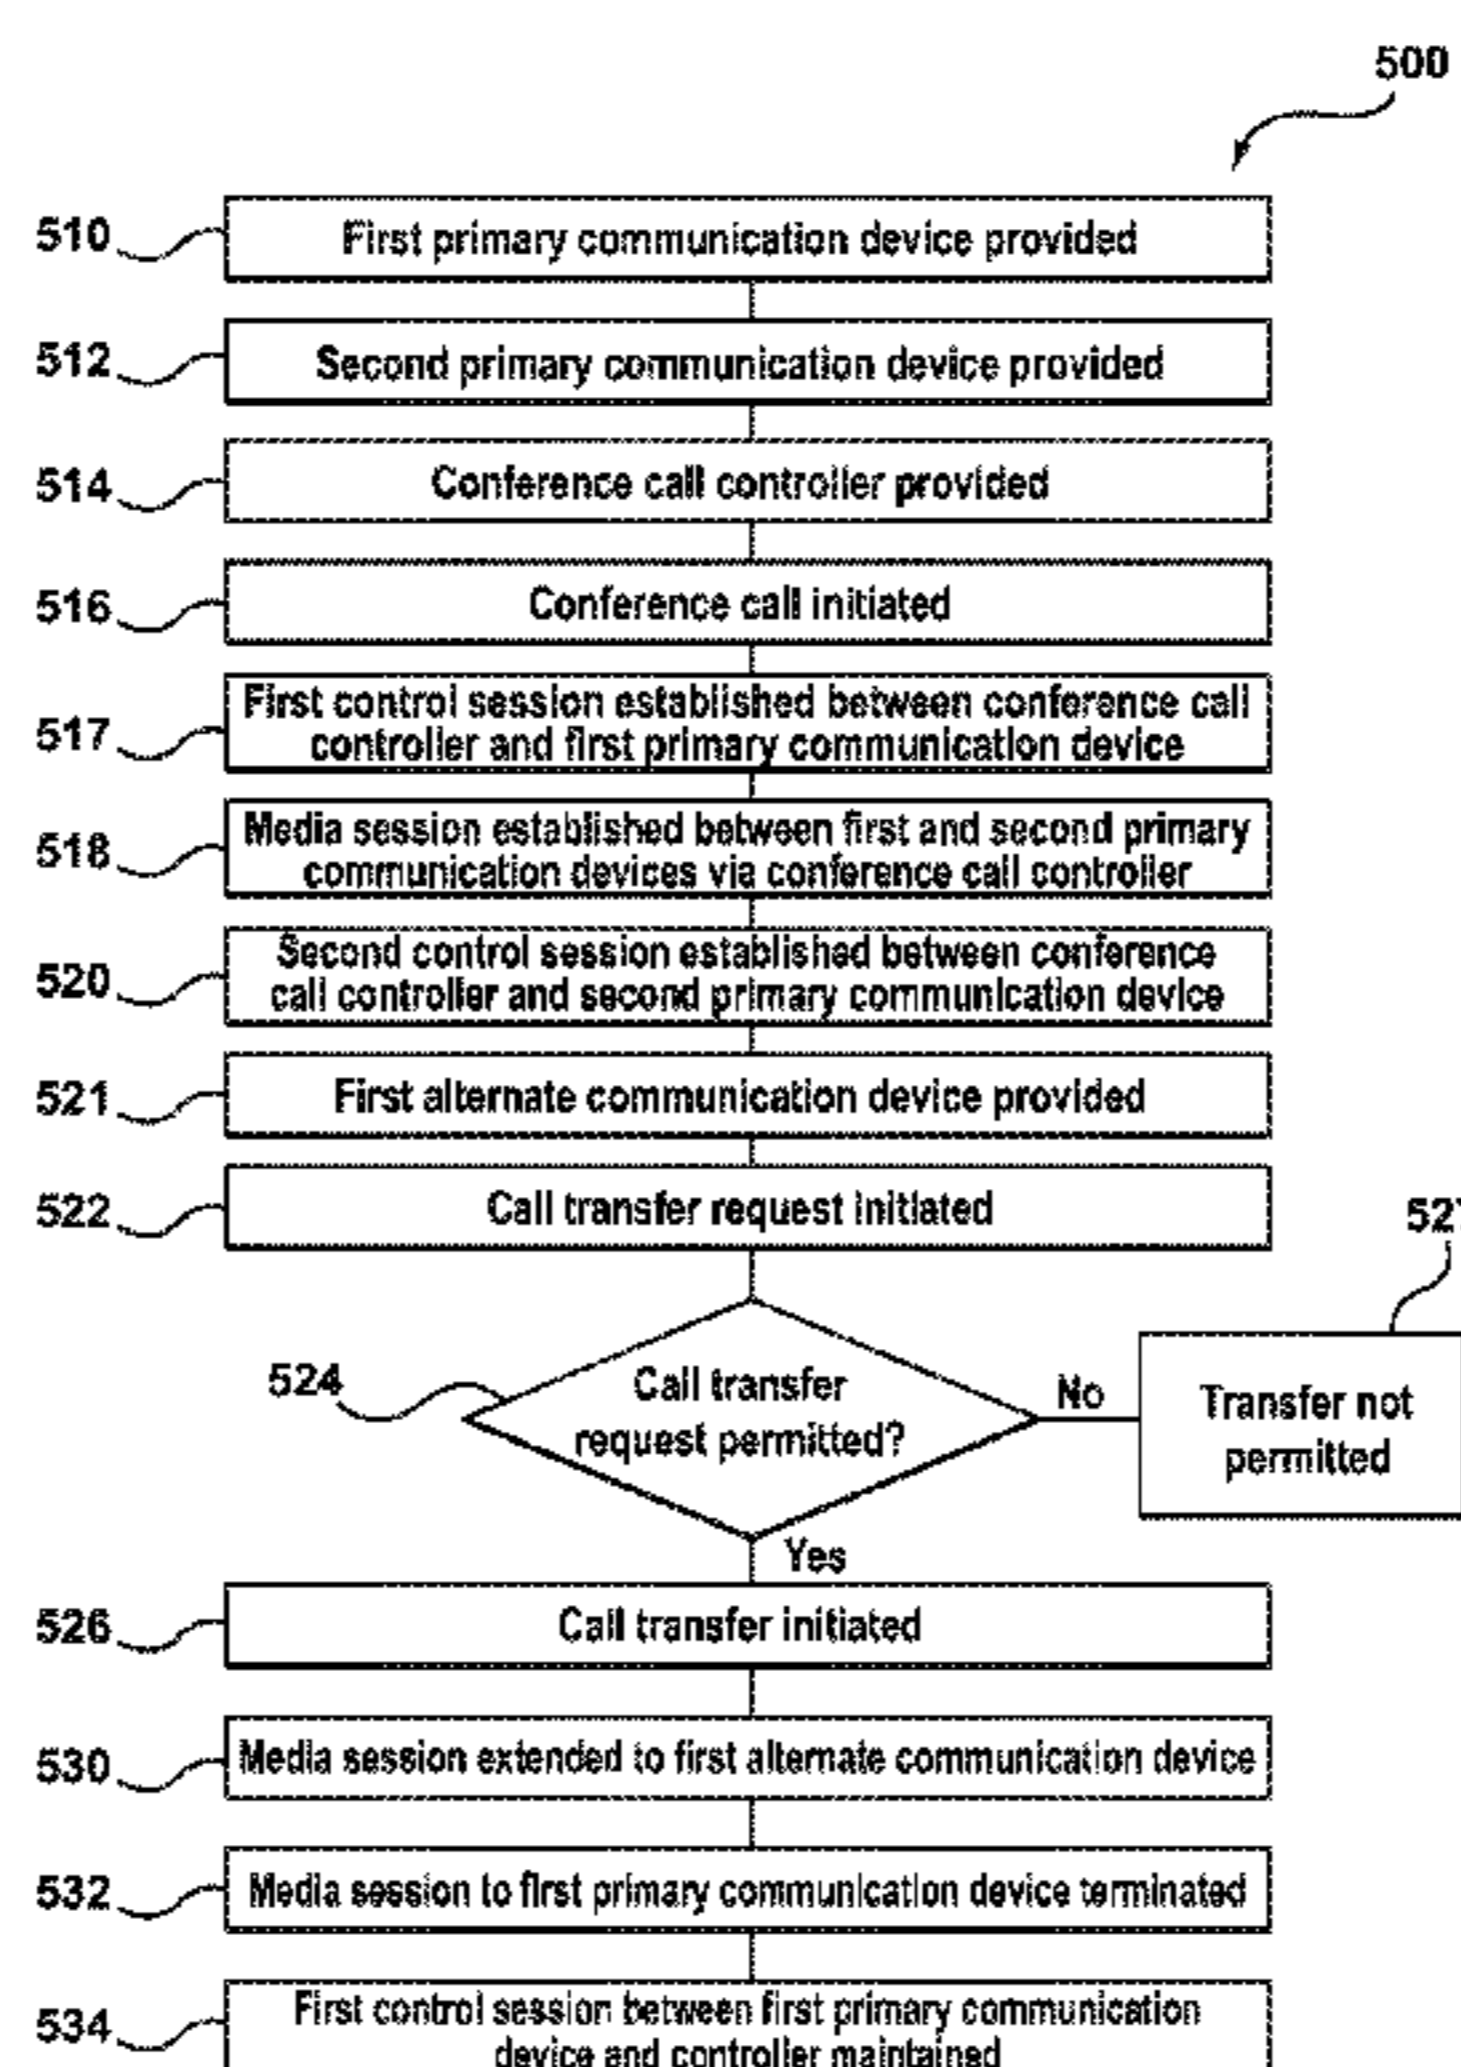 500
510
First primary communication device provided
512
Second primary communication device provided
514
Conference call controller provided
516
Conference call initiated
517
First control session established between conference call
controller and first primary communication device
518
Media session established between first and second primary
communication devices via conference call controller
520
Second control session established between conference
call controller and second primary communication device
521
First alternate communication device provided
522
Call transfer request initiated
527
524
Call transfer
request permitted?
No
Transfer not
permitted
Yes
526
Call transfer initiated
530
Media session extended to first alternate communication device
532
Media session to first primary communication device terminated
534
First control session between first primary communication
device and controller maintained